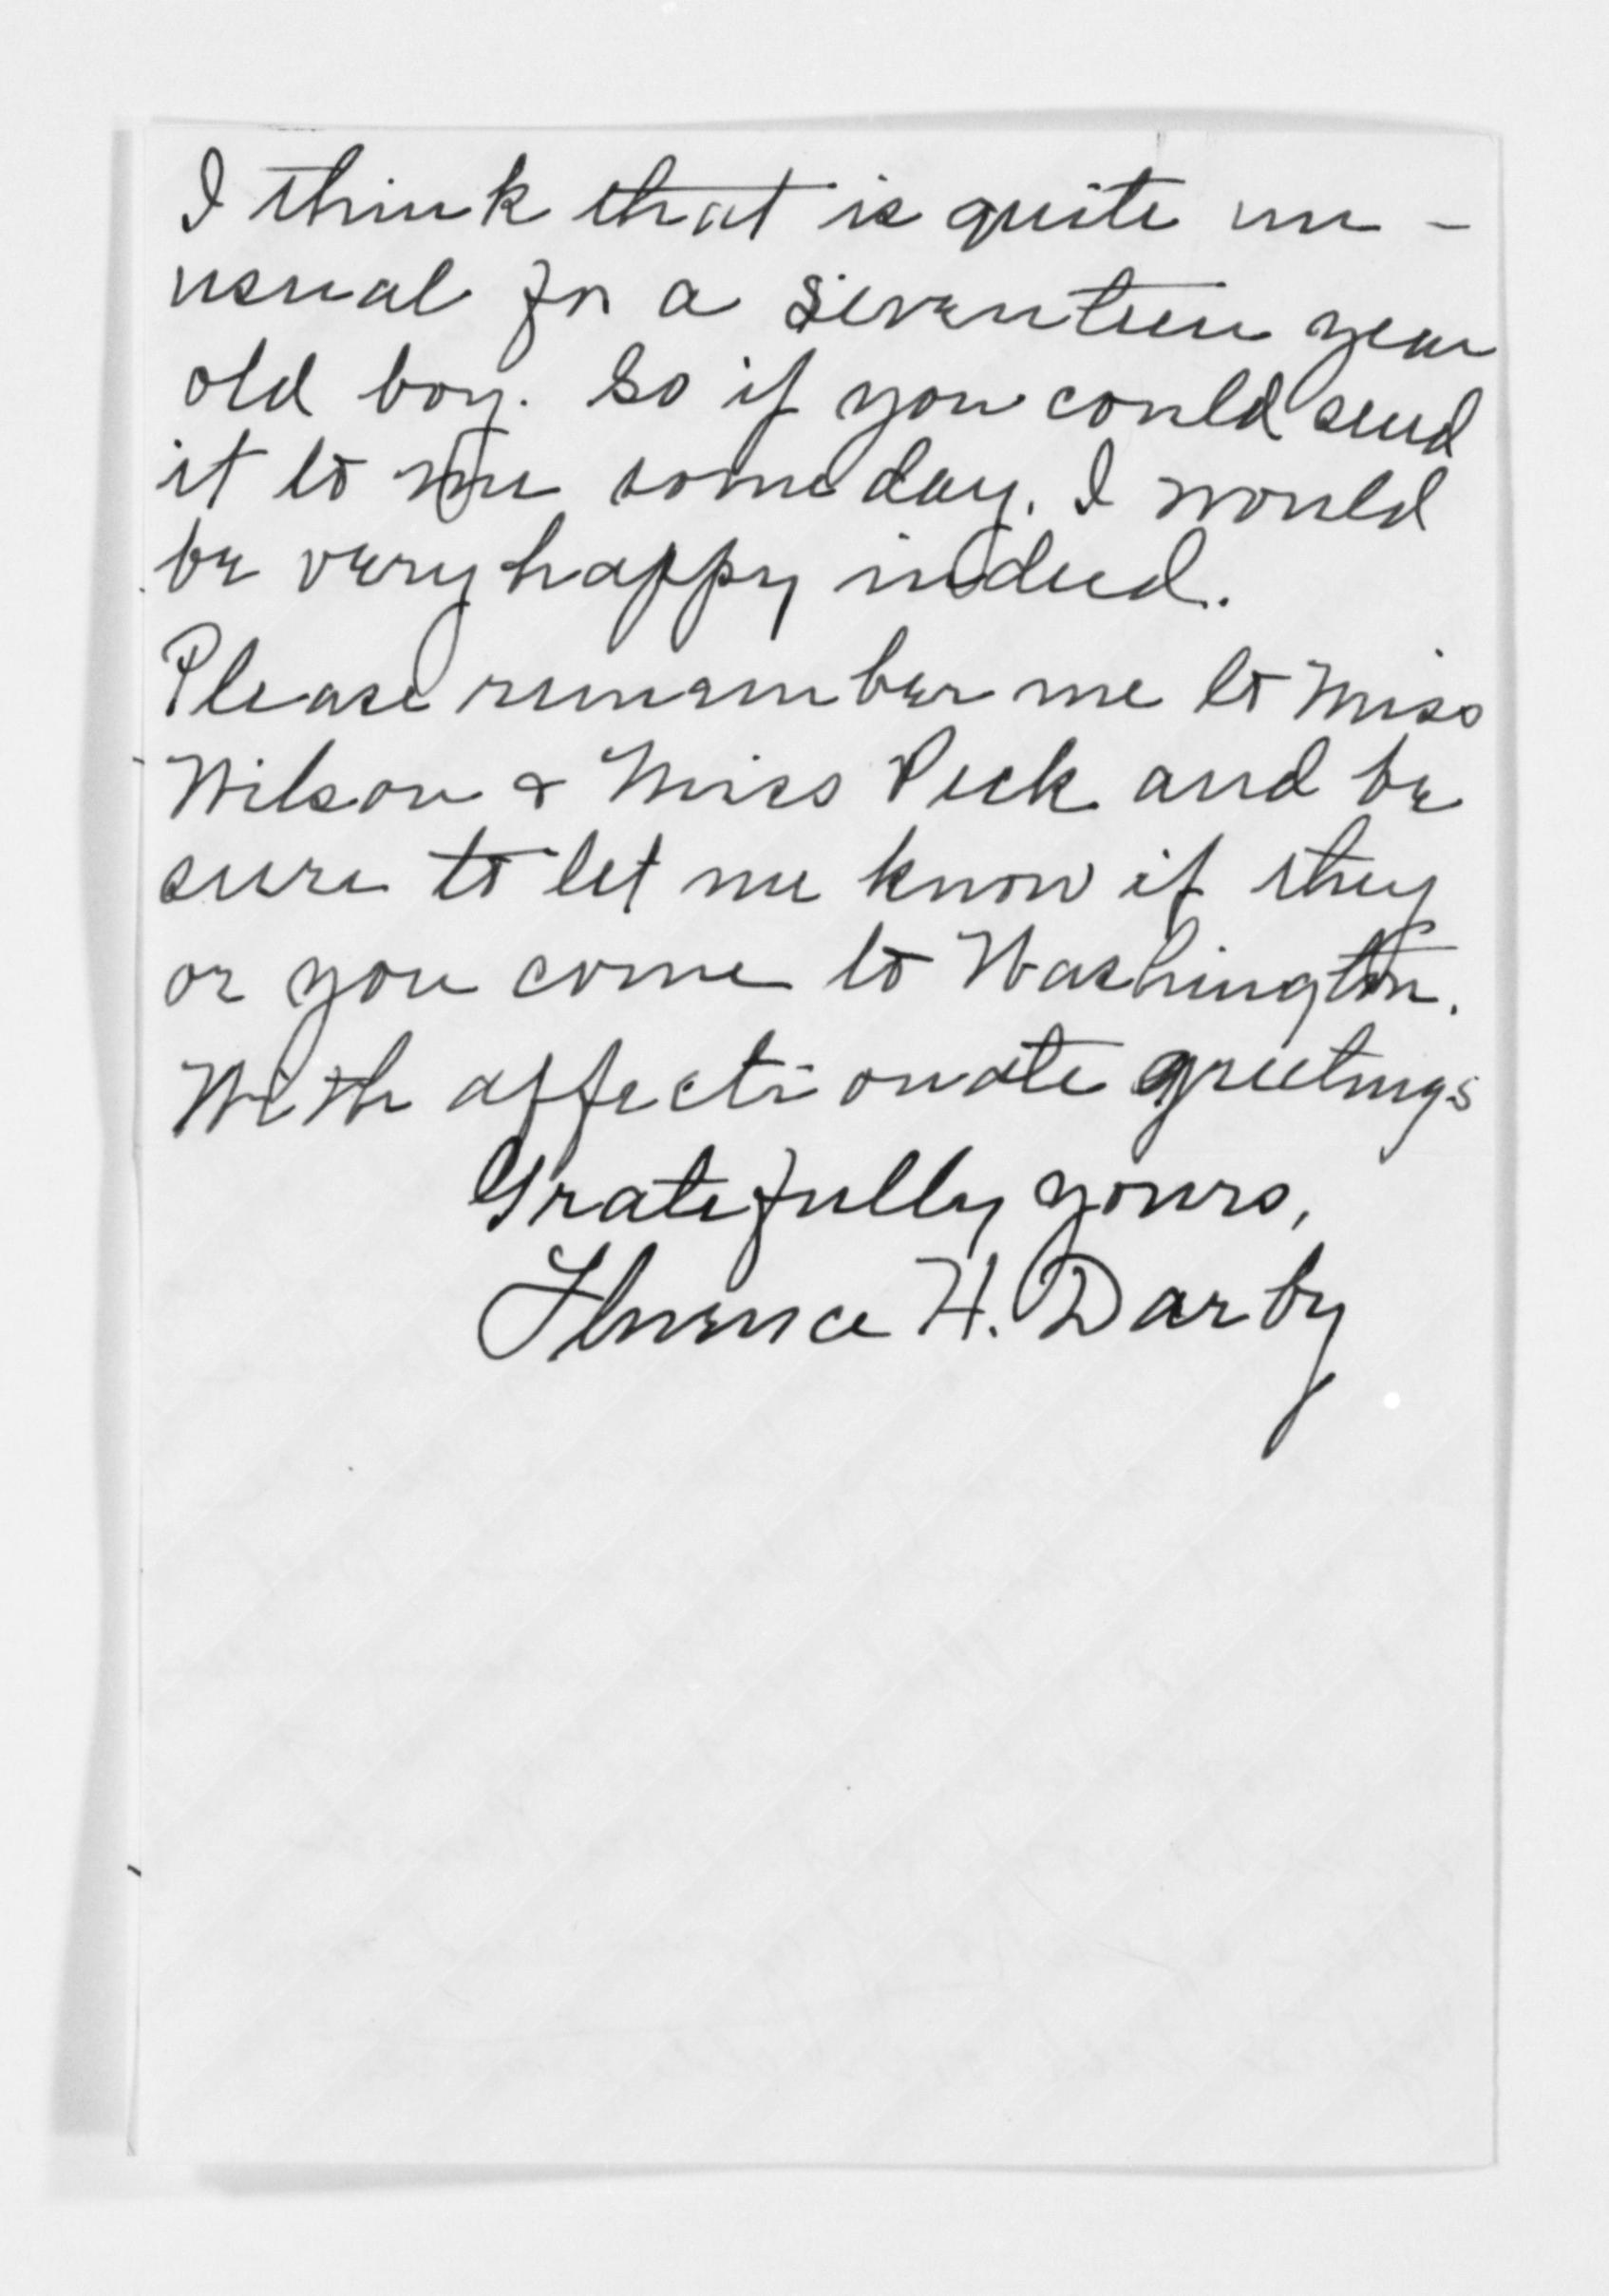 I think that is quite un-
usual for a seventeen year
old boy. So if you could send
it to me some day. I would
be very happy indeed.
Please remember me to Miss
Wilson & Miss Peck and be
sure to let me know if they
or you come to Washington.
With affectionate greetings
Gratefully yours,
Florence H. Darby